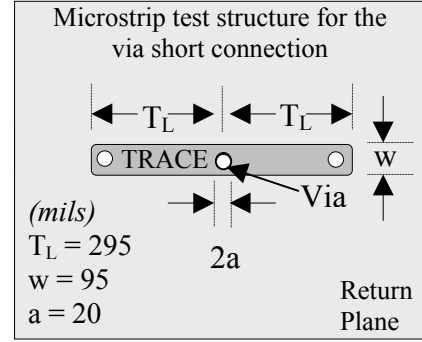 Microstrip test structure for the
via short connection
T_L T_L
TRACE w
Via
(mils)
T_L = 295
w = 95 2a
a = 20 Return
Plane